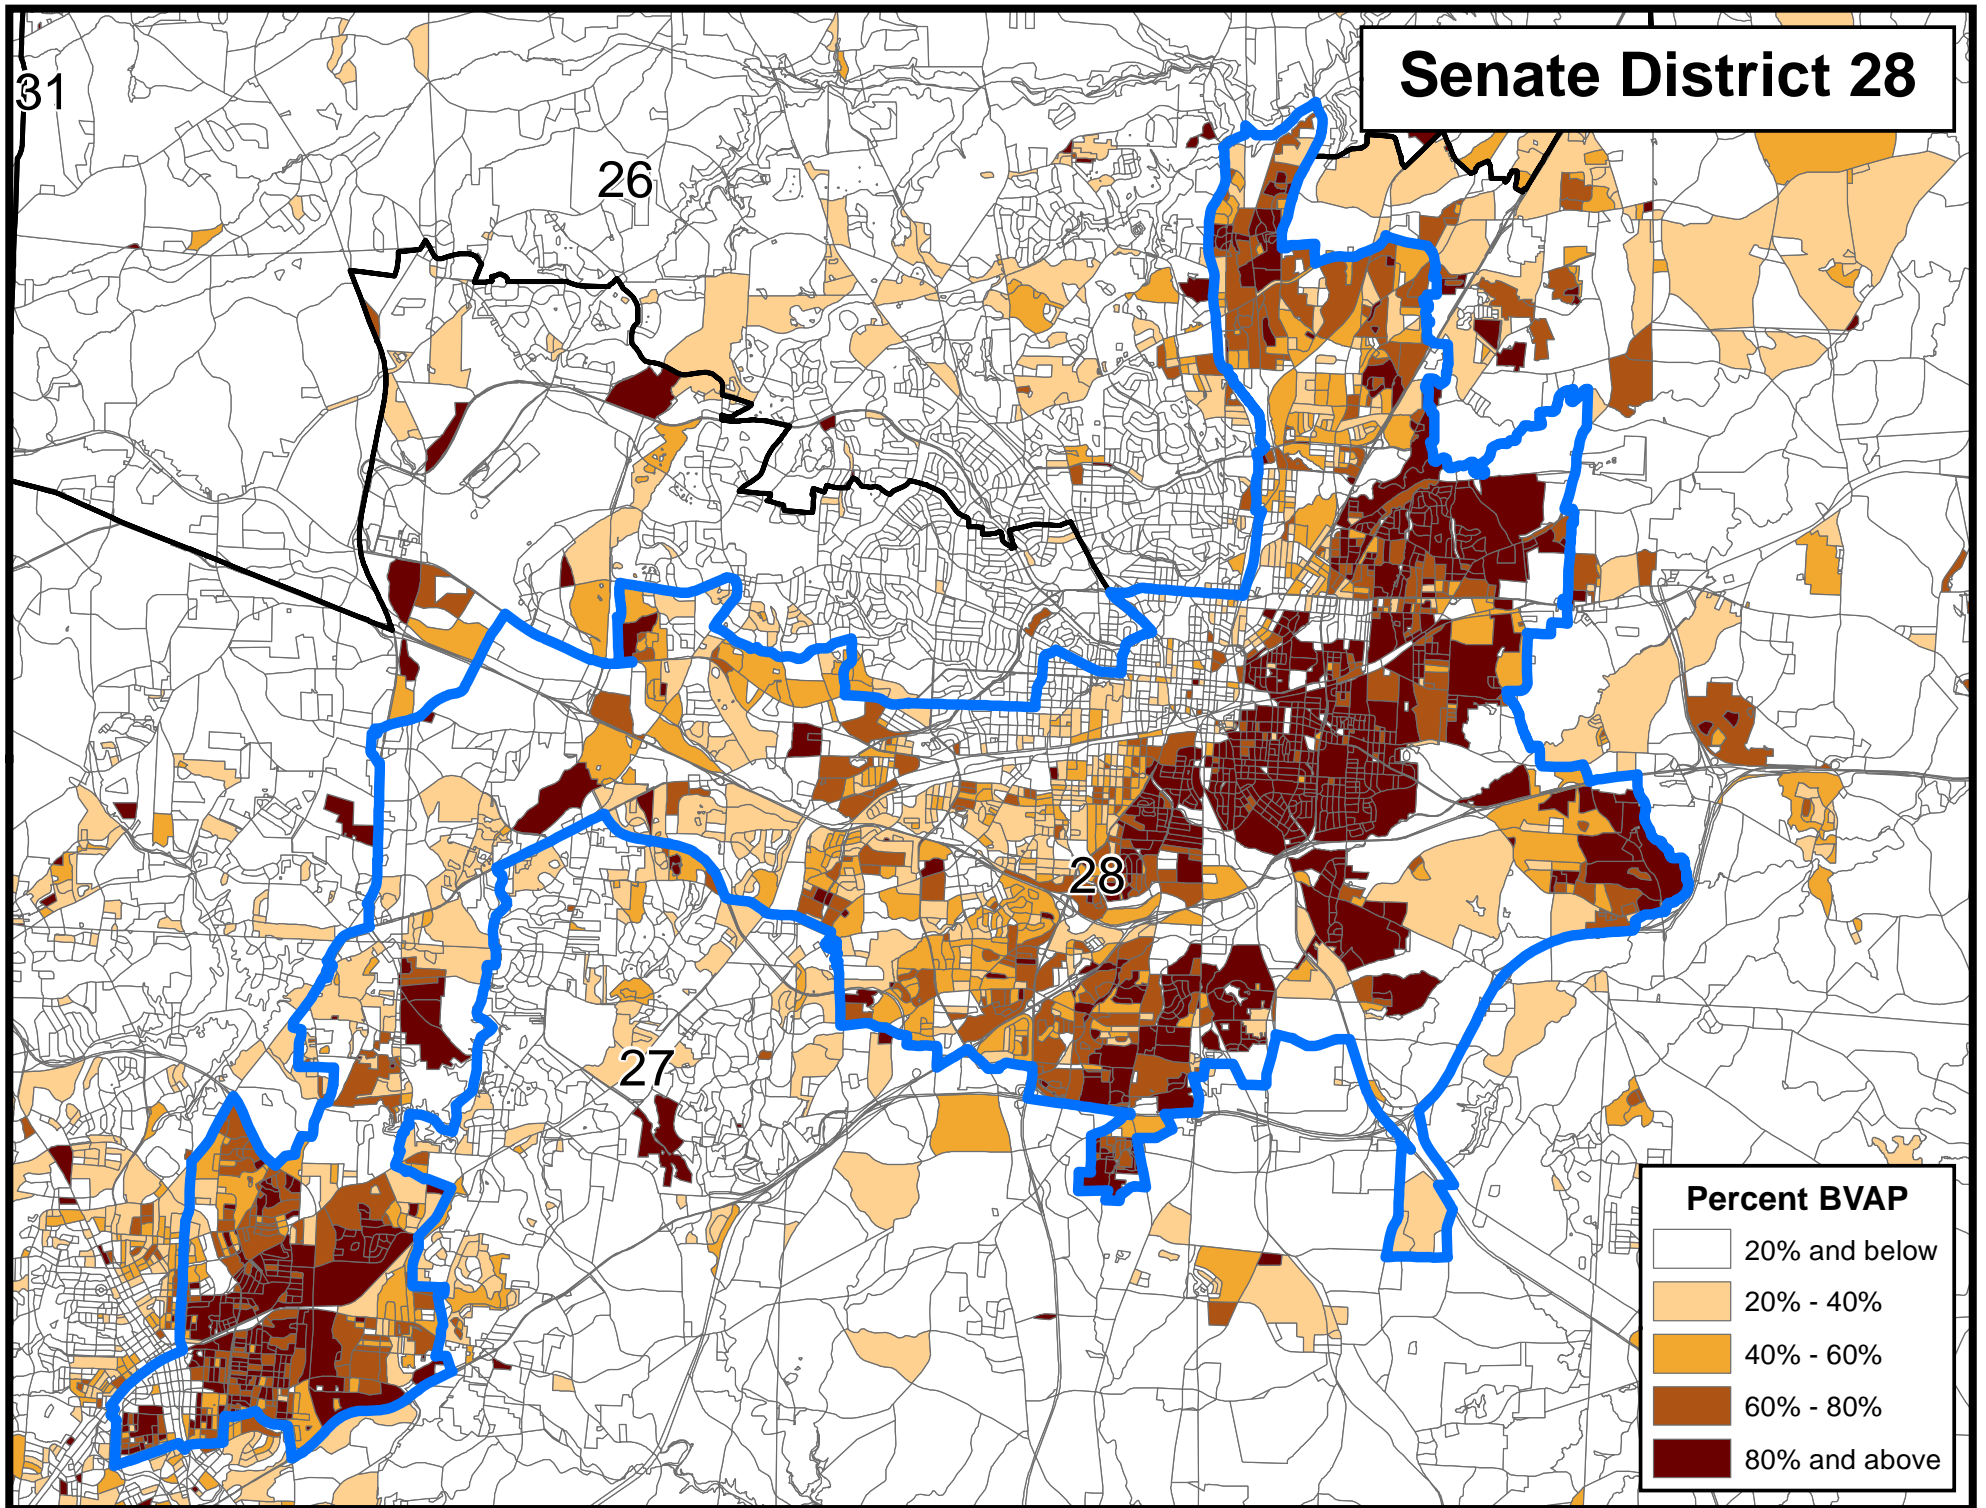 Senate District 28
31
26
28
27
Percent BVAP
20% and below
20% - 40%
40% - 60%
60% - 80%
80% and above